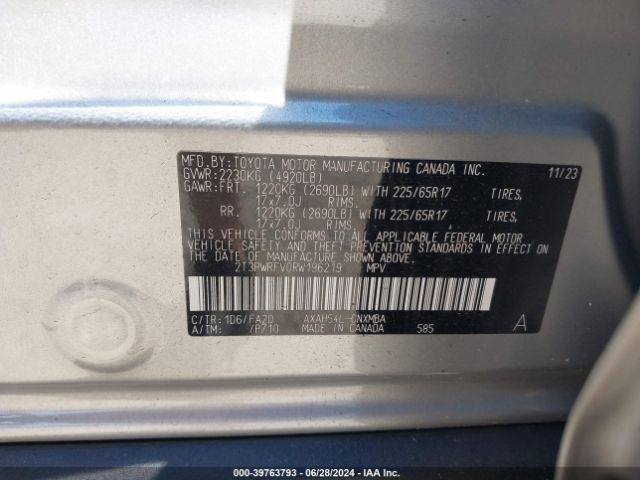 MFD.BY:TOYOTA MOTOR MANUFACTURING CANADA INC. 11/23
GVWR:2230KG (4920LB)
GAWR:FRT. 1220KG (2690LB) WITH 225/65R17 TIRES,
17x7.0J RIMS.
RR. 1220KG (2690LB) WITH 225/65R17 TIRES,
17x7.0J RIMS.
THIS VEHICLE CONFORMS TO ALL APPLICABLE FEDERAL MOTOR
VEHICLE SAFETY AND THEFT PREVENTION STANDARDS IN EFFECT ON
THE DATE OF MANUFACTURE SHOWN ABOVE.
2T3PWRFV0RW196219 MPV
C/TR:1D6/FA20 AXAH54L-CNXMBA
A/TM: /P710 MADE IN CANADA 585 A
000-39763793 - 06/28/2024 - IAA Inc.